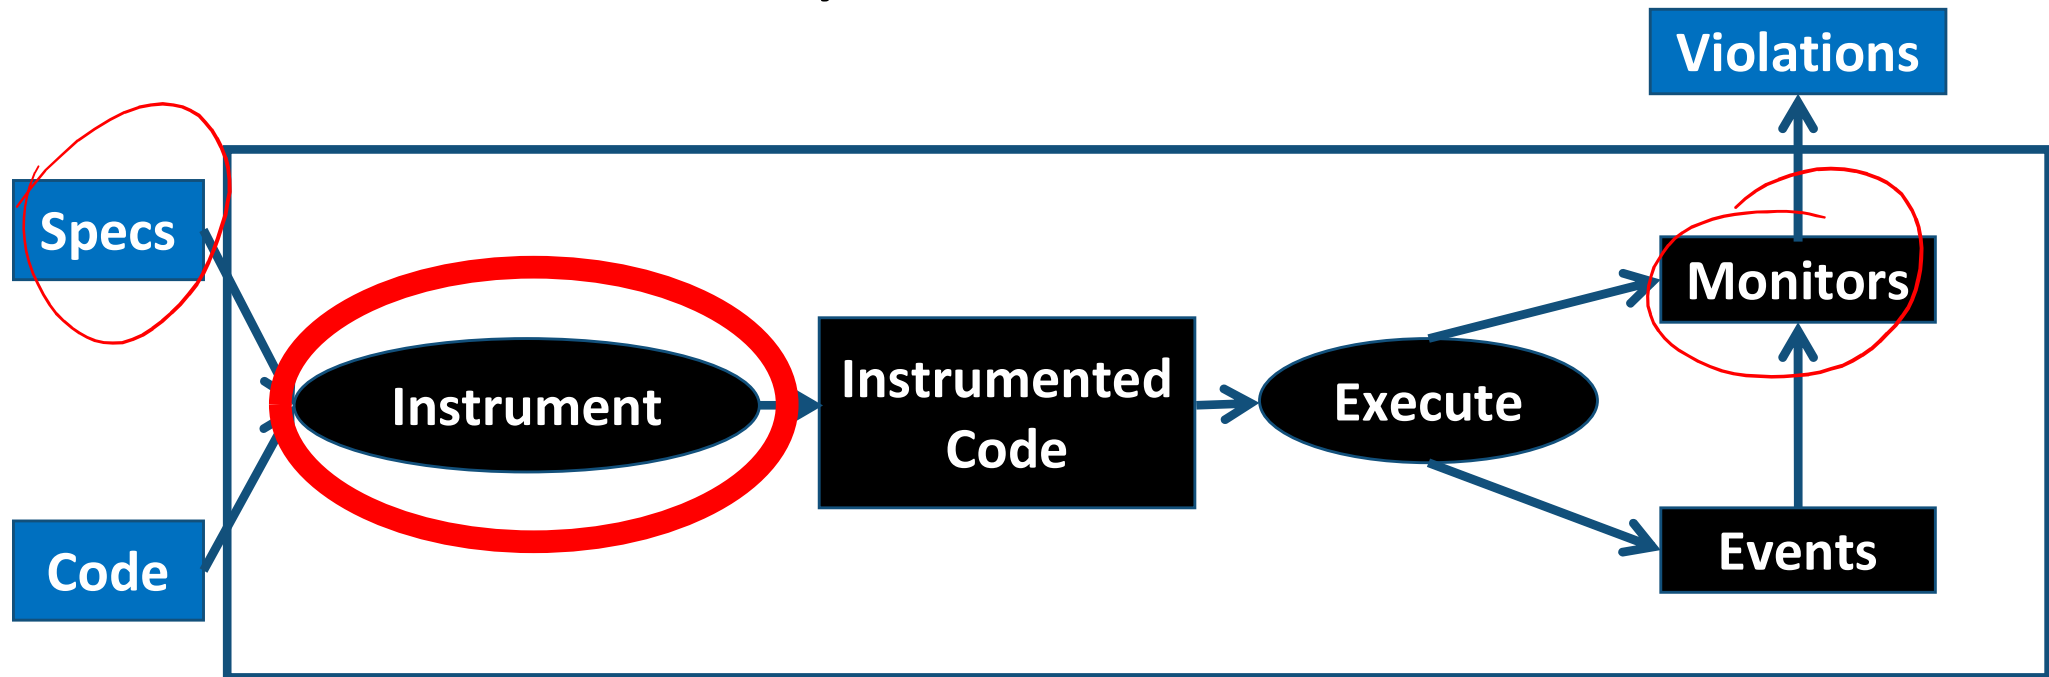 Violations
Specs
Monitors
Instrument
Instrumented
Code
Execute
Code
Events